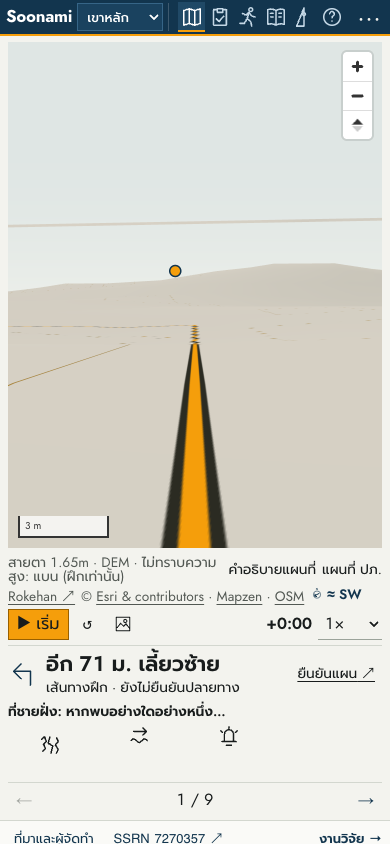 Soonami เขาหลัก
3 m
สายตา 1.65m · DEM · ไม่ทราบความ
สูง: แบน (ฝึกเท่านั้น)
คำอธิบายแผนที่ แผนที่ ปภ.
Rokehan ↗ © Esri & contributors · Mapzen · OSM ≈ SW
▶ เริ่ม ↺ +0:00 1×
อีก 71 ม. เลี้ยวซ้าย
เส้นทางฝึก · ยังไม่ยืนยันปลายทาง
ยืนยันแผน ↗
ที่ชายฝั่ง: หากพบอย่างใดอย่างหนึ่ง…
← 1 / 9 →
ที่มาและผู้จัดทำ SSRN 7270357 ↗ งานวิจัย →